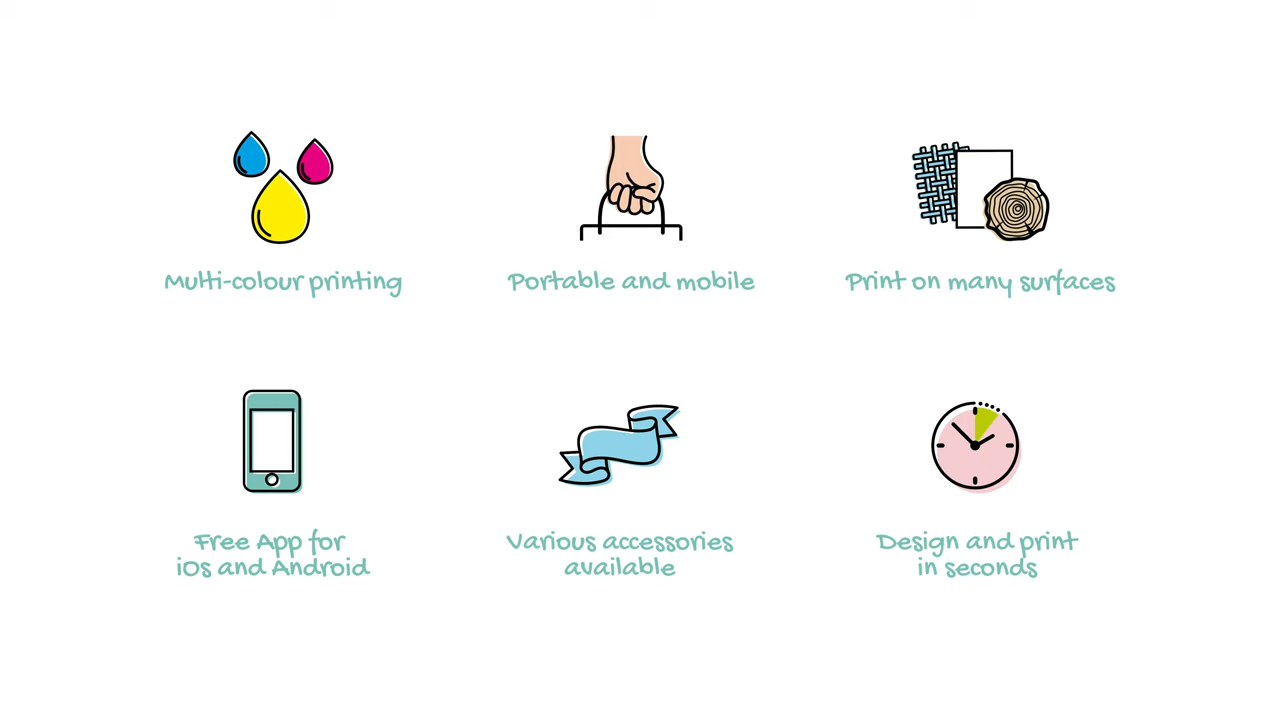 Multi-colour printing
Portable and mobile
Print on many surfaces
Free App for
iOs and Android
Various accessories
available
Design and print
in seconds